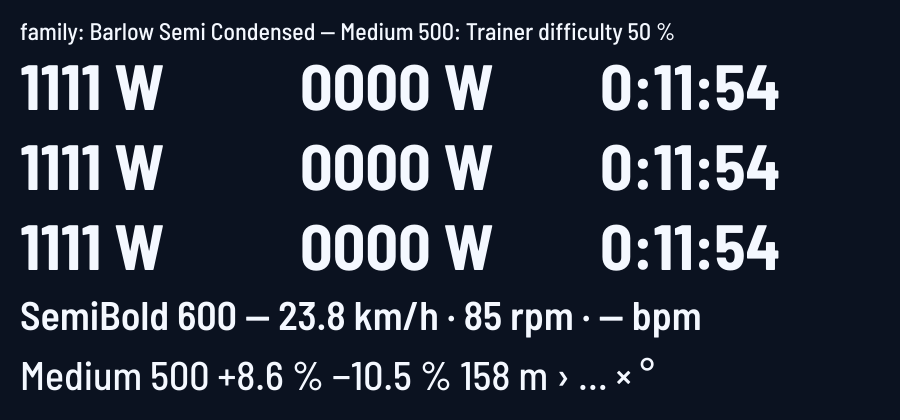 family: Barlow Semi Condensed — Medium 500: Trainer difficulty 50 %
1111 W 0000 W 0:11:54
1111 W 0000 W 0:11:54
1111 W 0000 W 0:11:54
SemiBold 600 — 23.8 km/h · 85 rpm · — bpm
Medium 500 +8.6 % −10.5 % 158 m › … × °